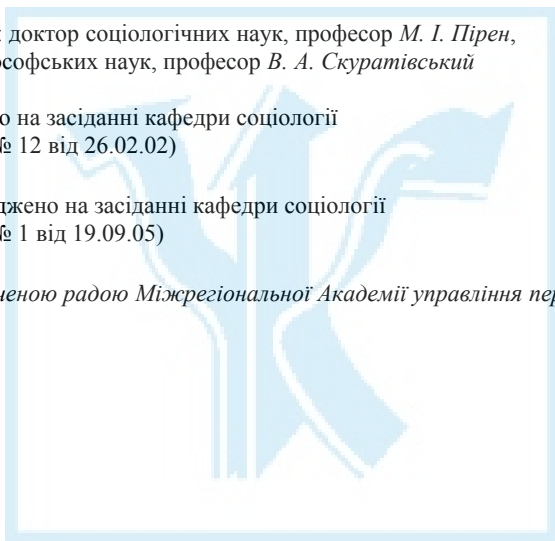 доктор соціологічних наук, професор М. І. Пірен,
ософських наук, професор В. А. Скуратівський
о на засіданні кафедри соціології
№ 12 від 26.02.02)
джено на засіданні кафедри соціології
№ 1 від 19.09.05)
ченою радою Міжрегіональної Академії управління пер